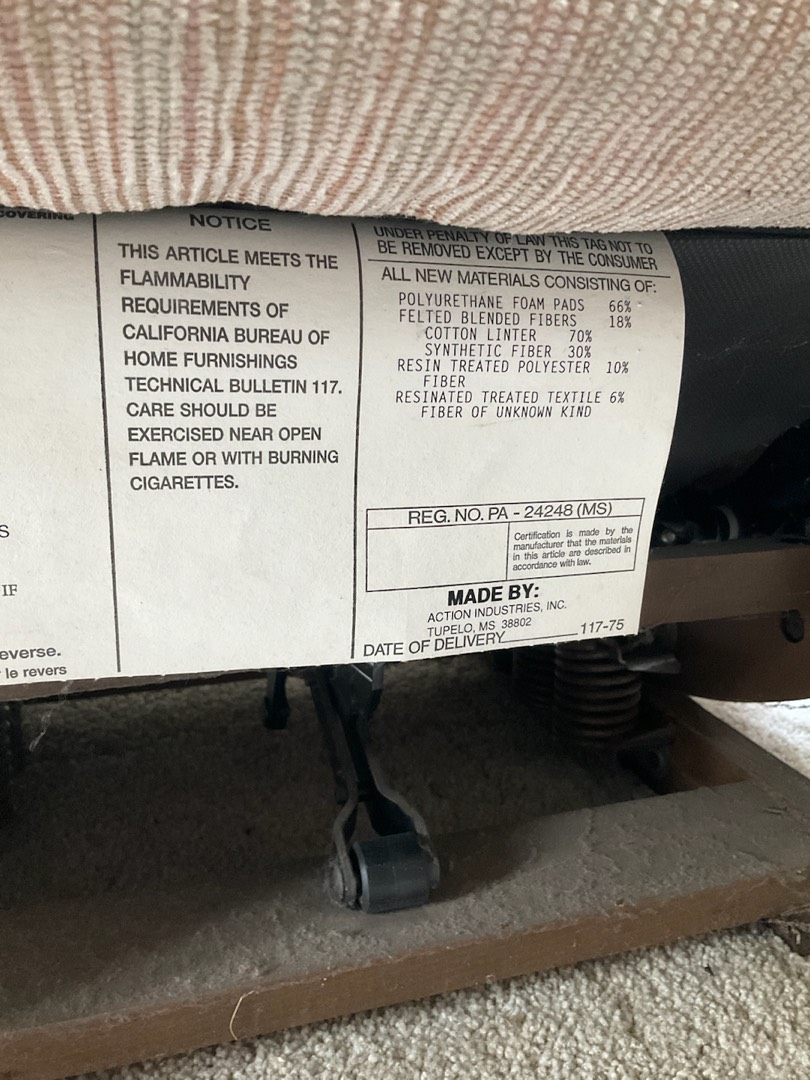 COVERING
S
IF
everse.
le revers
NOTICE
THIS ARTICLE MEETS THE
FLAMMABILITY
REQUIREMENTS OF
CALIFORNIA BUREAU OF
HOME FURNISHINGS
TECHNICAL BULLETIN 117.
CARE SHOULD BE
EXERCISED NEAR OPEN
FLAME OR WITH BURNING
CIGARETTES.
UNDER PENALTY OF LAW THIS TAG NOT TO
BE REMOVED EXCEPT BY THE CONSUMER
ALL NEW MATERIALS CONSISTING OF:
POLYURETHANE FOAM PADS 66%
FELTED BLENDED FIBERS 18%
COTTON LINTER 70%
SYNTHETIC FIBER 30%
RESIN TREATED POLYESTER 10%
FIBER
RESINATED TREATED TEXTILE 6%
FIBER OF UNKNOWN KIND
REG. NO. PA - 24248 (MS)
Certification is made by the
manufacturer that the materials
in this article are described in
accordance with law.
MADE BY:
ACTION INDUSTRIES, INC.
TUPELO, MS 38802
DATE OF DELIVERY 117-75